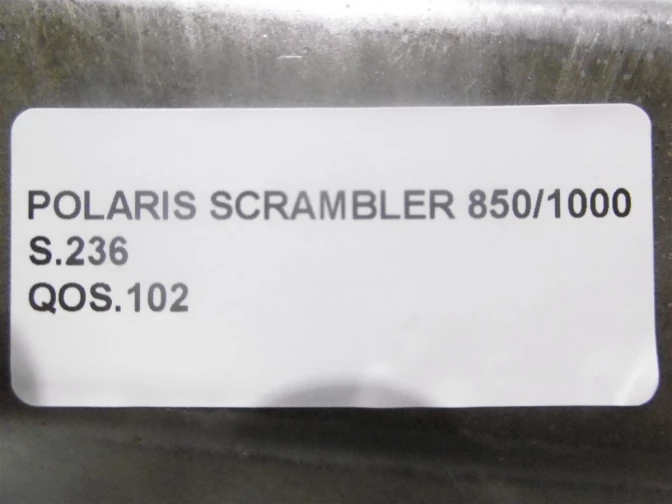 POLARIS SCRAMBLER 850/1000
S.236
QOS.102